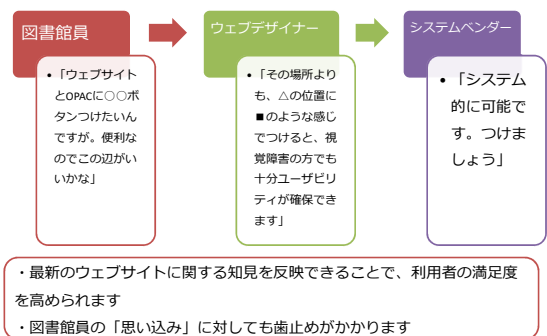 図書館員
• 「ウェブサイト
とOPACに○○ボ
タンつけたいん
ですが。便利な
のでこの辺がい
いかな」
ウェブデザイナー
• 「その場所より
も、△の位置に
■のような感じ
でつけると、視
覚障害の方でも
十分ユーザビリ
ティが確保でき
ます」
システムベンダー
• 「システム
的に可能で
す。つけま
しょう」
・最新のウェブサイトに関する知見を反映できることで、利用者の満足度
を高められます
・図書館員の「思い込み」に対しても歯止めがかかります